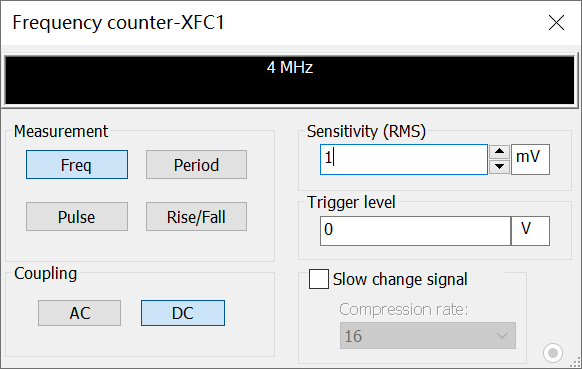 Frequency counter-XFC1
4 MHz
Measurement
Freq
Period
Pulse
Rise/Fall
Coupling
AC
DC
Sensitivity (RMS)
1
mV
Trigger level
0
V
Slow change signal
Compression rate:
16